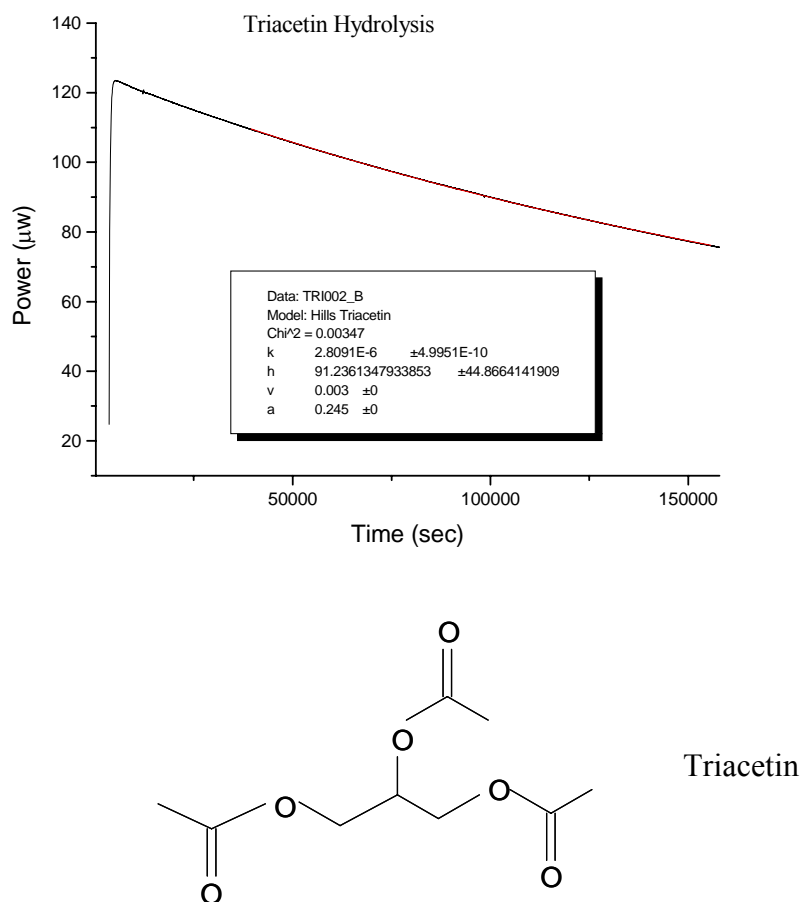 Triacetin Hydrolysis
140
120
100
80
60
40
20
Power (µw)
Data: TRI002_B
Model: Hills Triacetin
Chi^2 = 0.00347
k 2.8091E-6 ±4.9951E-10
h 91.2361347933853 ±44.8664141909
v 0.003 ±0
a 0.245 ±0
50000 100000 150000
Time (sec)
O
O
O O
Triacetin
O O